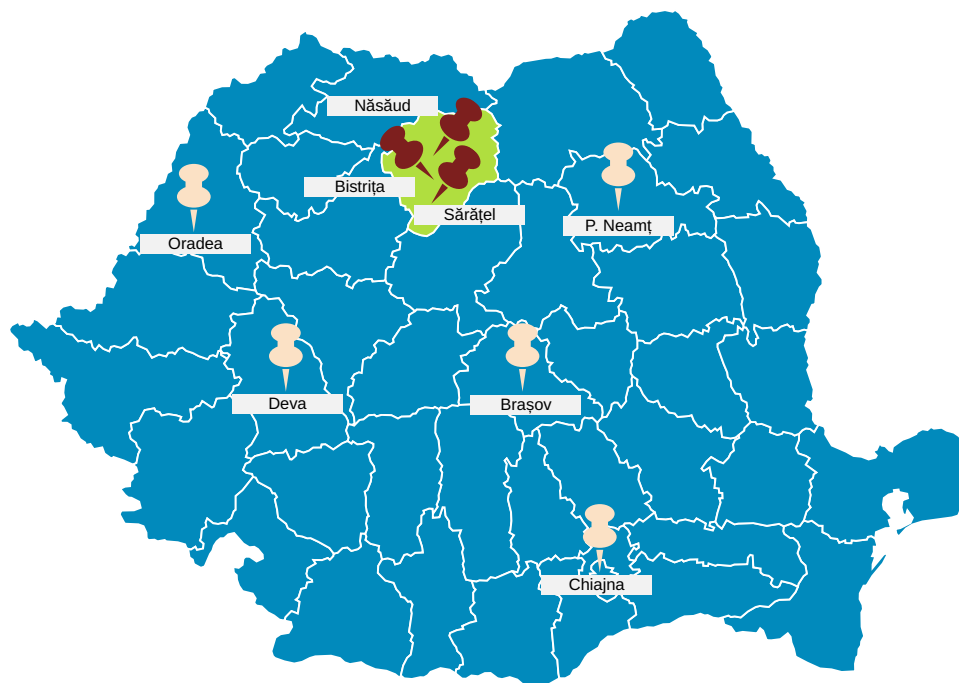 Năsăud
Bistrița
Sărățel
P. Neamț
Oradea
Deva
Brașov
Chiajna